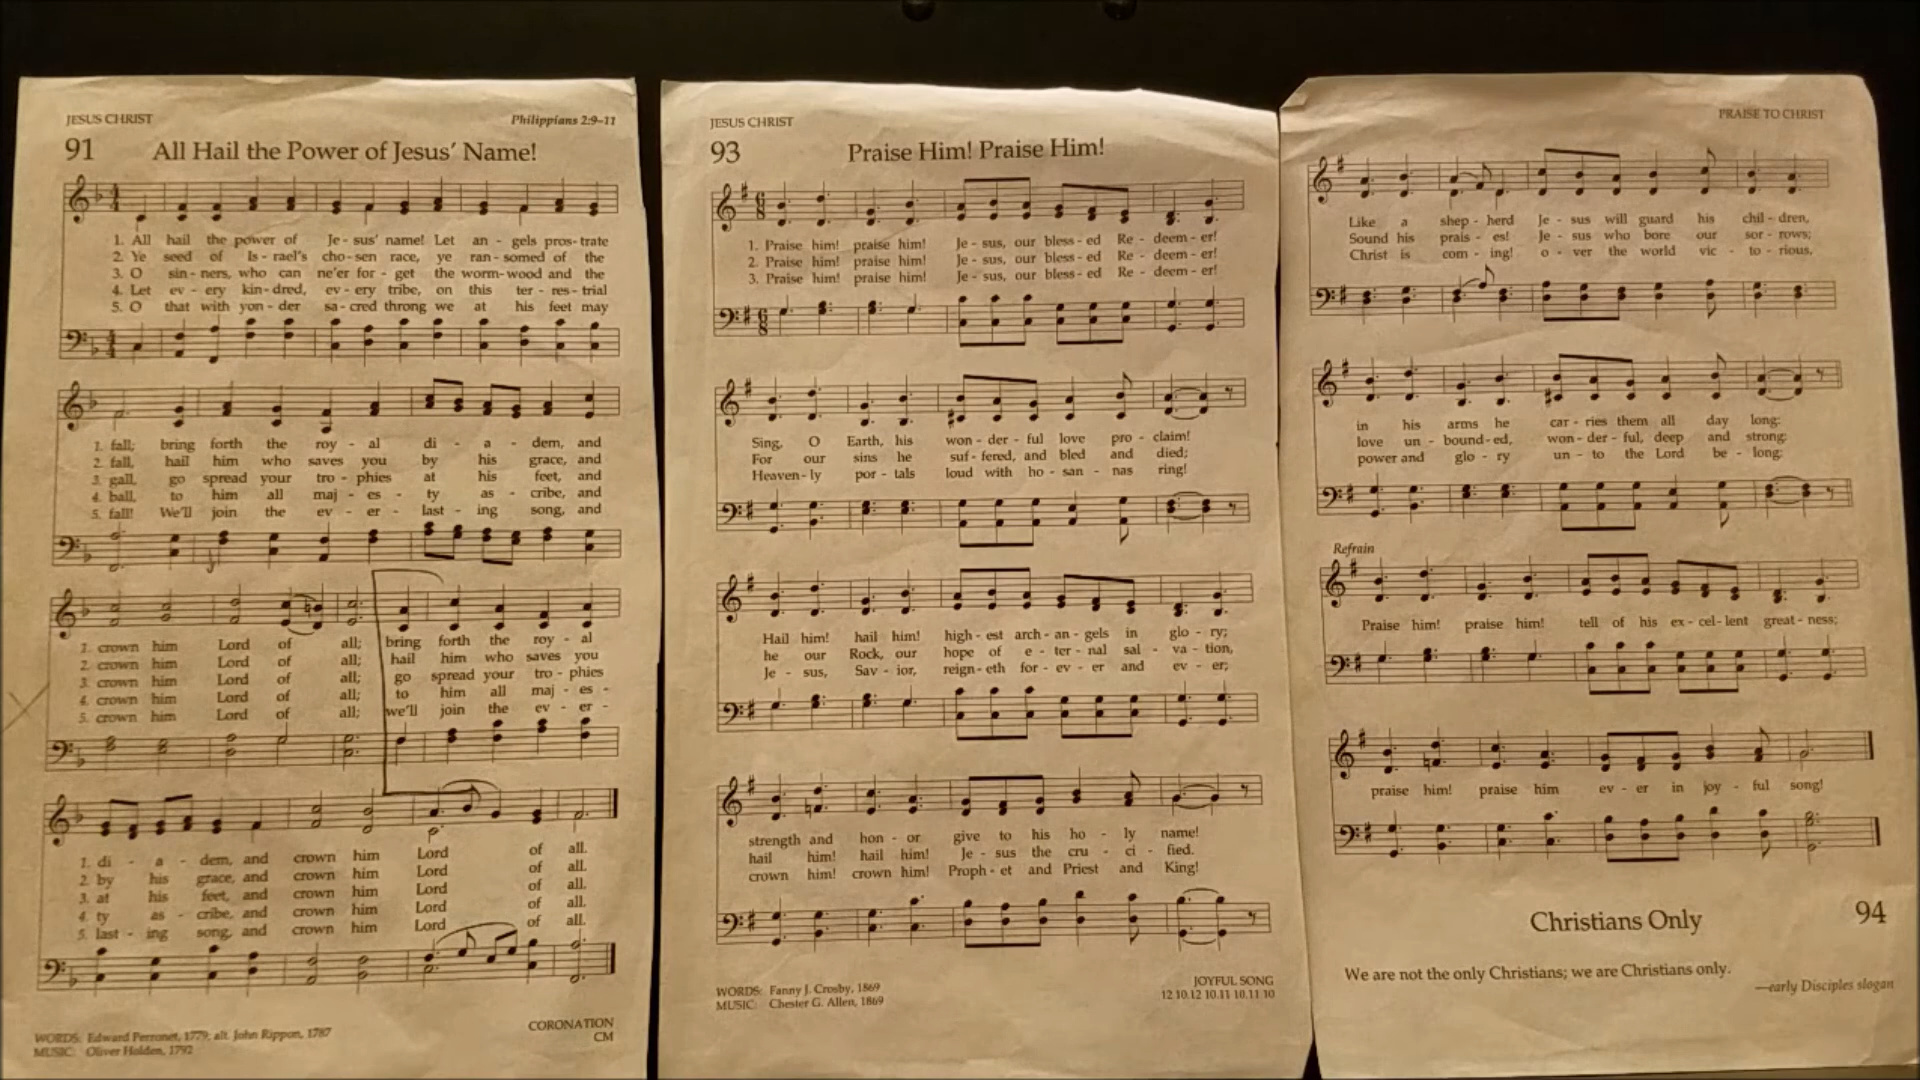 JESUS CHRIST
Philippians 2:9–11
91
All Hail the Power of Jesus' Name!
1. All hail the power of Je - sus' name! Let an - gels pros - trate
2. Ye seed of Is - rael's cho - sen race, ye ran - somed of the
3. O sin - ners, who can ne'er for - get the worm - wood and the
4. Let ev - ery kin - dred, ev - ery tribe, on this ter - res - trial
5. O that with yon - der sa - cred throng we at his feet may
1. fall; bring forth the roy - al di - a - dem, and
2. fall, hail him who saves you by his grace, and
3. gall, go spread your tro - phies at his feet, and
4. ball, to him all maj - es - ty as - cribe, and
5. fall! We'll join the ev - er - last - ing song, and
1. crown him Lord of all; bring forth the roy - al
2. crown him Lord of all; hail him who saves you
3. crown him Lord of all; go spread your tro - phies
4. crown him Lord of all; to him all maj - es -
5. crown him Lord of all; we'll join the ev - er -
1. di - a - dem, and crown him Lord of all.
2. by his grace, and crown him Lord of all.
3. at his feet, and crown him Lord of all.
4. ty as - cribe, and crown him Lord of all.
5. last - ing song, and crown him Lord of all.
WORDS: Edward Perronet, 1779; alt. John Rippon, 1787
MUSIC: Oliver Holden, 1792
CORONATION
CM
JESUS CHRIST
93
Praise Him! Praise Him!
1. Praise him! praise him! Je - sus, our bless - ed Re - deem - er!
2. Praise him! praise him! Je - sus, our bless - ed Re - deem - er!
3. Praise him! praise him! Je - sus, our bless - ed Re - deem - er!
Sing, O Earth, his won - der - ful love pro - claim!
For our sins he suf - fered, and bled and died;
Heaven - ly por - tals loud with ho - san - nas ring!
Hail him! hail him! high - est arch - an - gels in glo - ry;
he our Rock, our hope of e - ter - nal sal - va - tion,
Je - sus, Sav - ior, reign - eth for - ev - er and ev - er;
strength and hon - or give to his ho - ly name!
hail him! hail him! Je - sus the cru - ci - fied.
crown him! crown him! Proph - et and Priest and King!
WORDS: Fanny J. Crosby, 1869
MUSIC: Chester G. Allen, 1869
JOYFUL SONG
12 10.12 10.11 10.11 10
PRAISE TO CHRIST
Like a shep - herd Je - sus will guard his chil - dren,
Sound his prais - es! Je - sus who bore our sor - rows;
Christ is com - ing! o - ver the world vic - to - rious,
in his arms he car - ries them all day long:
love un - bound - ed, won - der - ful, deep and strong:
power and glo - ry un - to the Lord be - long:
Refrain
Praise him! praise him! tell of his ex - cel - lent great - ness;
praise him! praise him ev - er in joy - ful song!
Christians Only
94
We are not the only Christians; we are Christians only.
—early Disciples slogan